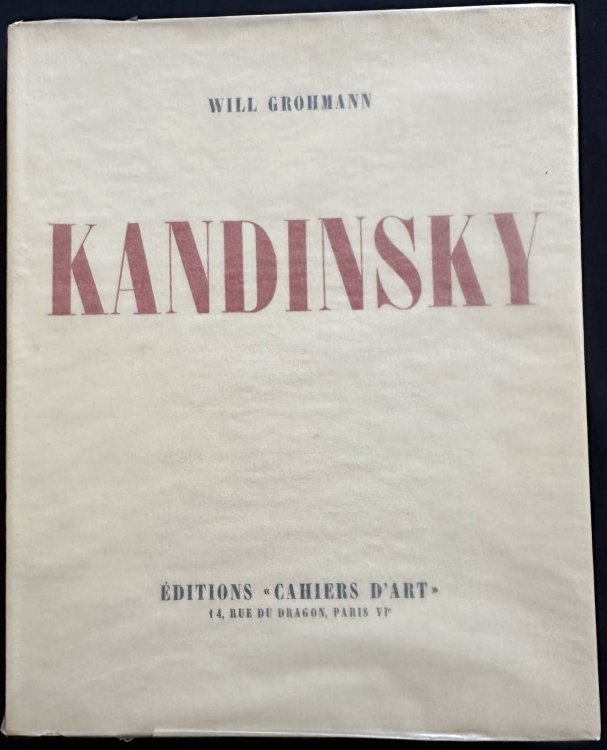 WILL GROHMANN
KANDINSKY
ÉDITIONS « CAHIERS D'ART »
14, RUE DU DRAGON, PARIS VIᵉ